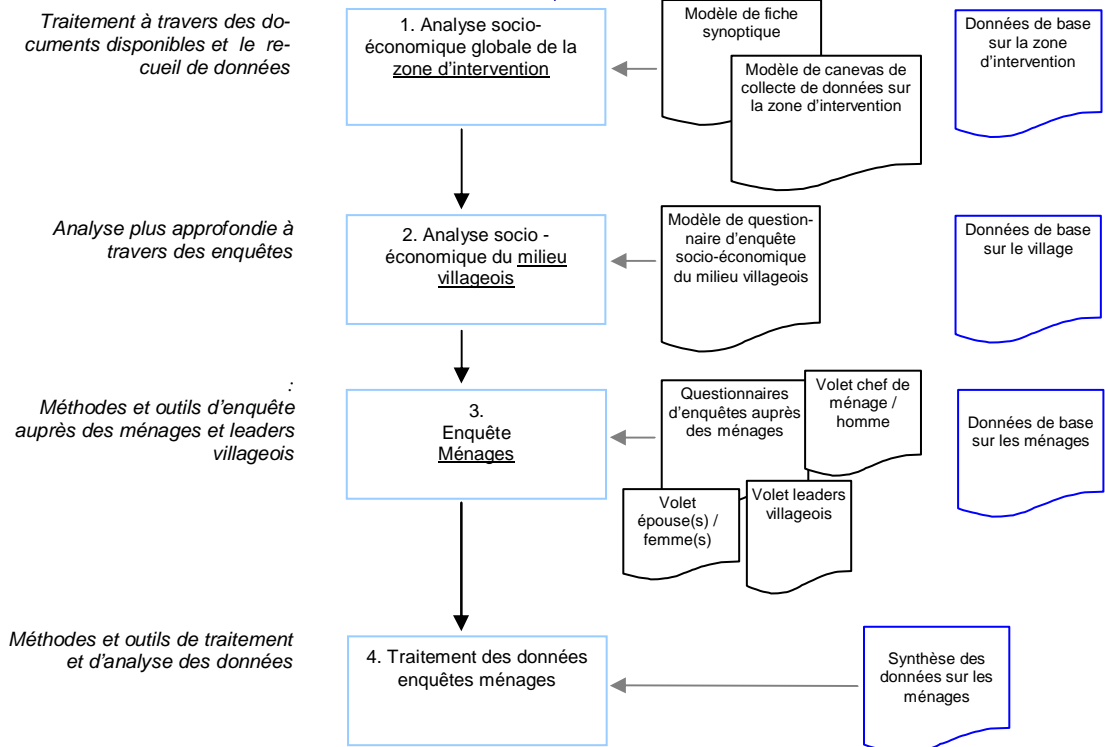 Traitement à travers des do-
cuments disponibles et le re-
cueil de données
1. Analyse socio-
économique globale de la
zone d'intervention
Modèle de fiche
synoptique
Modèle de canevas de
collecte de données sur
la zone d'intervention
Données de base
sur la zone
d'intervention
Analyse plus approfondie à
travers des enquêtes
2. Analyse socio -
économique du milieu
villageois
Modèle de question-
naire d'enquête
socio-économique
du milieu villageois
Données de base
sur le village
:
Méthodes et outils d'enquête
auprès des ménages et leaders
villageois
3.
Enquête
Ménages
Questionnaires
d'enquêtes auprès
des ménages
Volet chef de
ménage /
homme
Volet
épouse(s) /
femme(s)
Volet leaders
villageois
Données de base
sur les ménages
Méthodes et outils de traitement
et d'analyse des données
4. Traitement des données
enquêtes ménages
Synthèse des
données sur les
ménages